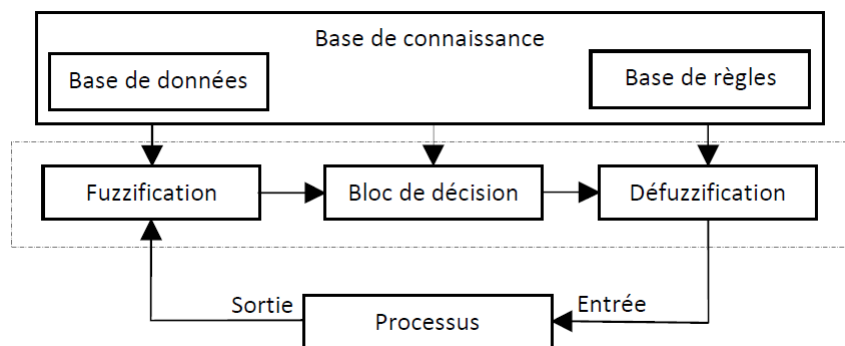 Base de connaissance
Base de données
Base de règles
Fuzzification
Bloc de décision
Défuzzification
Sortie
Entrée
Processus